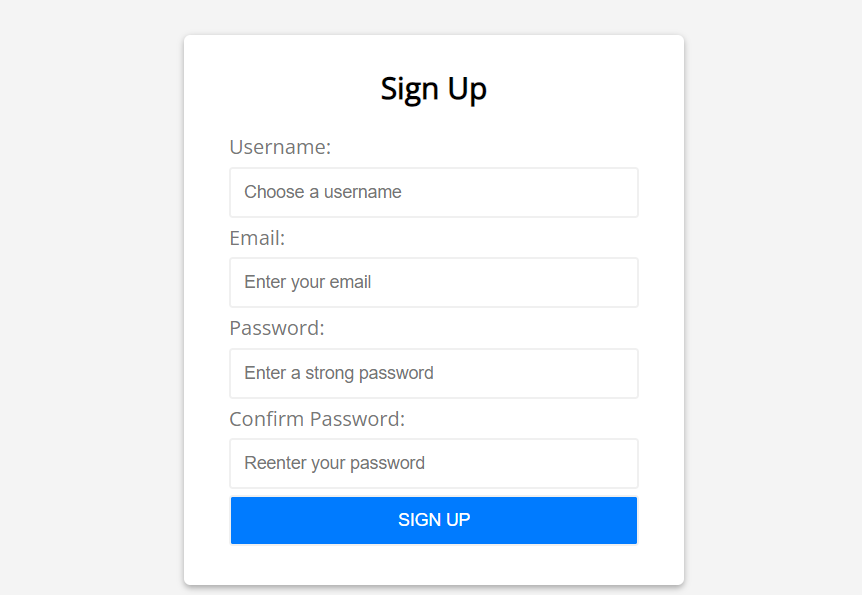 Sign Up
Username:
Choose a username
Email:
Enter your email
Password:
Enter a strong password
Confirm Password:
Reenter your password
SIGN UP